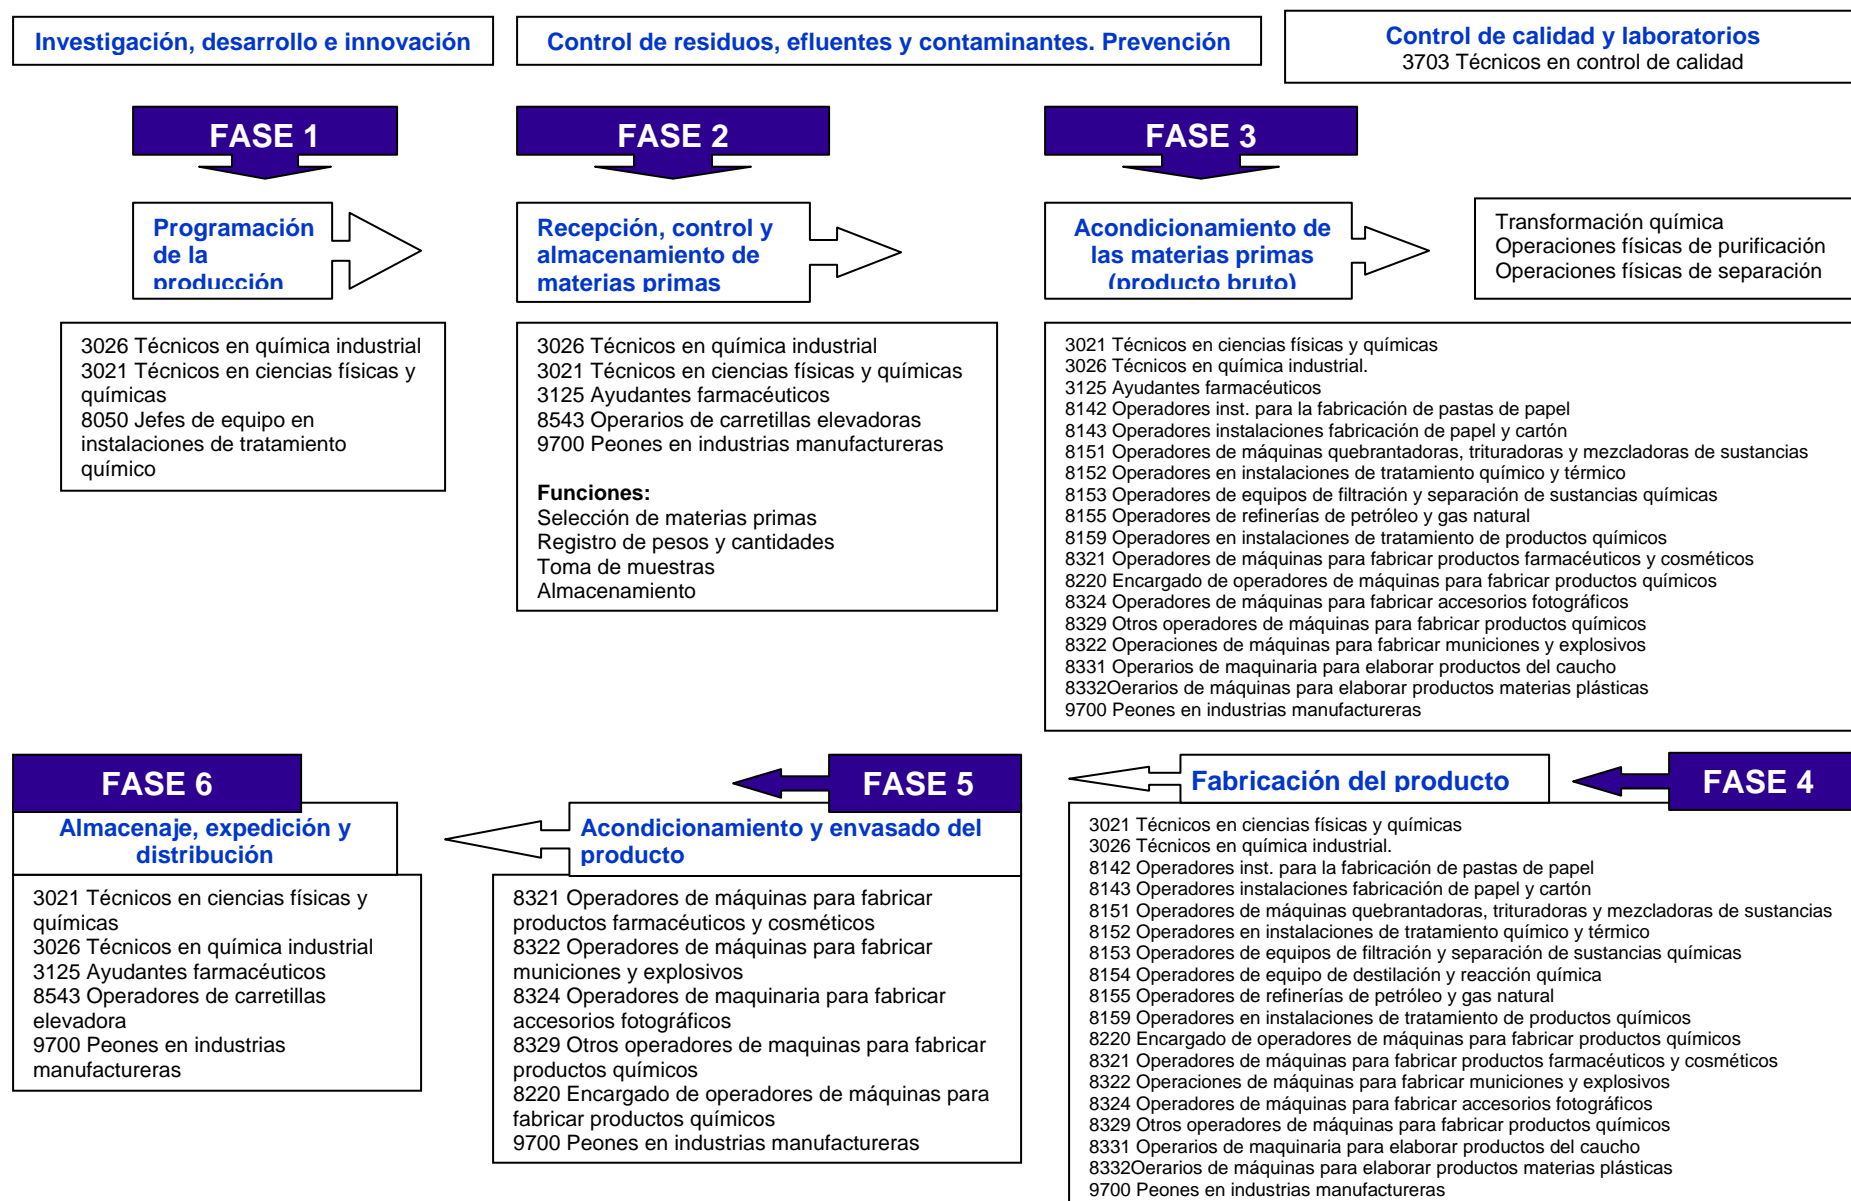 Investigación, desarrollo e innovación
Control de residuos, efluentes y contaminantes. Prevención
Control de calidad y laboratorios
3703 Técnicos en control de calidad
FASE 1
FASE 2
FASE 3
Programación
de la
producción
Recepción, control y
almacenamiento de
materias primas
Acondicionamiento de
las materias primas
(producto bruto)
Transformación química
Operaciones físicas de purificación
Operaciones físicas de separación
3026 Técnicos en química industrial
3021 Técnicos en ciencias físicas y
químicas
8050 Jefes de equipo en
instalaciones de tratamiento
químico
3026 Técnicos en química industrial
3021 Técnicos en ciencias físicas y químicas
3125 Ayudantes farmacéuticos
8543 Operarios de carretillas elevadoras
9700 Peones en industrias manufactureras
Funciones:
Selección de materias primas
Registro de pesos y cantidades
Toma de muestras
Almacenamiento
3021 Técnicos en ciencias físicas y químicas
3026 Técnicos en química industrial.
3125 Ayudantes farmacéuticos
8142 Operadores inst. para la fabricación de pastas de papel
8143 Operadores instalaciones fabricación de papel y cartón
8151 Operadores de máquinas quebrantadoras, trituradoras y mezcladoras de sustancias
8152 Operadores en instalaciones de tratamiento químico y térmico
8153 Operadores de equipos de filtración y separación de sustancias químicas
8155 Operadores de refinerías de petróleo y gas natural
8159 Operadores en instalaciones de tratamiento de productos químicos
8321 Operadores de máquinas para fabricar productos farmacéuticos y cosméticos
8220 Encargado de operadores de máquinas para fabricar productos químicos
8324 Operadores de máquinas para fabricar accesorios fotográficos
8329 Otros operadores de máquinas para fabricar productos químicos
8322 Operaciones de máquinas para fabricar municiones y explosivos
8331 Operarios de maquinaria para elaborar productos del caucho
8332Oerarios de máquinas para elaborar productos materias plásticas
9700 Peones en industrias manufactureras
FASE 6
FASE 5
Fabricación del producto
FASE 4
Almacenaje, expedición y
distribución
Acondicionamiento y envasado del
producto
3021 Técnicos en ciencias físicas y
químicas
3026 Técnicos en química industrial
3125 Ayudantes farmacéuticos
8543 Operadores de carretillas
elevadora
9700 Peones en industrias
manufactureras
8321 Operadores de máquinas para fabricar
productos farmacéuticos y cosméticos
8322 Operadores de máquinas para fabricar
municiones y explosivos
8324 Operadores de maquinaria para fabricar
accesorios fotográficos
8329 Otros operadores de maquinas para fabricar
productos químicos
8220 Encargado de operadores de máquinas para
fabricar productos químicos
9700 Peones en industrias manufactureras
3021 Técnicos en ciencias físicas y químicas
3026 Técnicos en química industrial.
8142 Operadores inst. para la fabricación de pastas de papel
8143 Operadores instalaciones fabricación de papel y cartón
8151 Operadores de máquinas quebrantadoras, trituradoras y mezcladoras de sustancias
8152 Operadores en instalaciones de tratamiento químico y térmico
8153 Operadores de equipos de filtración y separación de sustancias químicas
8154 Operadores de equipo de destilación y reacción química
8155 Operadores de refinerías de petróleo y gas natural
8159 Operadores en instalaciones de tratamiento de productos químicos
8220 Encargado de operadores de máquinas para fabricar productos químicos
8321 Operadores de máquinas para fabricar productos farmacéuticos y cosméticos
8322 Operaciones de máquinas para fabricar municiones y explosivos
8324 Operadores de máquinas para fabricar accesorios fotográficos
8329 Otros operadores de máquinas para fabricar productos químicos
8331 Operarios de maquinaria para elaborar productos del caucho
8332Oerarios de máquinas para elaborar productos materias plásticas
9700 Peones en industrias manufactureras